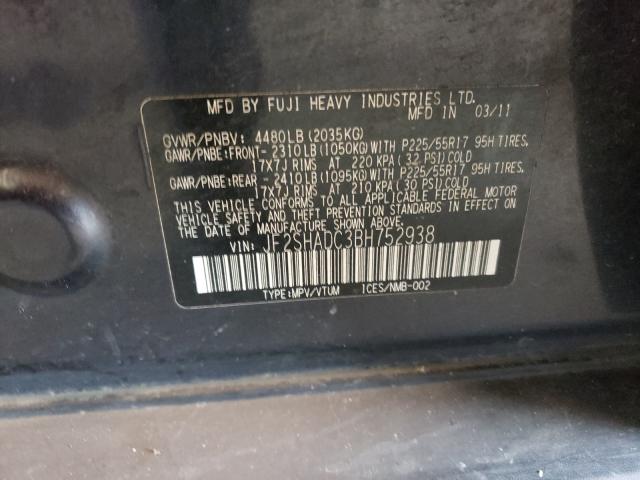 MFD BY FUJI HEAVY INDUSTRIES LTD.
MFD IN 03/11
GVWR/PNBV: 4480LB(2035KG)
GAWR/PNBE:FRONT- 2310LB(1050KG)WITH P225/55R17 95H TIRES.
17X7J RIMS AT 220 KPA(32 PSI)COLD
GAWR/PNBE:REAR -2410LB(1095KG)WITH P225/55R17 95H TIRES.
17X7J RIMS AT 210 KPA(30 PSI)COLD
THIS VEHICLE CONFORMS TO ALL APPLICABLE FEDERAL MOTOR
VEHICLE SAFETY AND THEFT PREVENTION STANDARDS IN EFFECT ON
THE DATE OF MANUFACTURE SHOWN ABOVE.
VIN: JF2SHADC3BH752938
TYPE:MPV/VTUM ICES/NMB-002